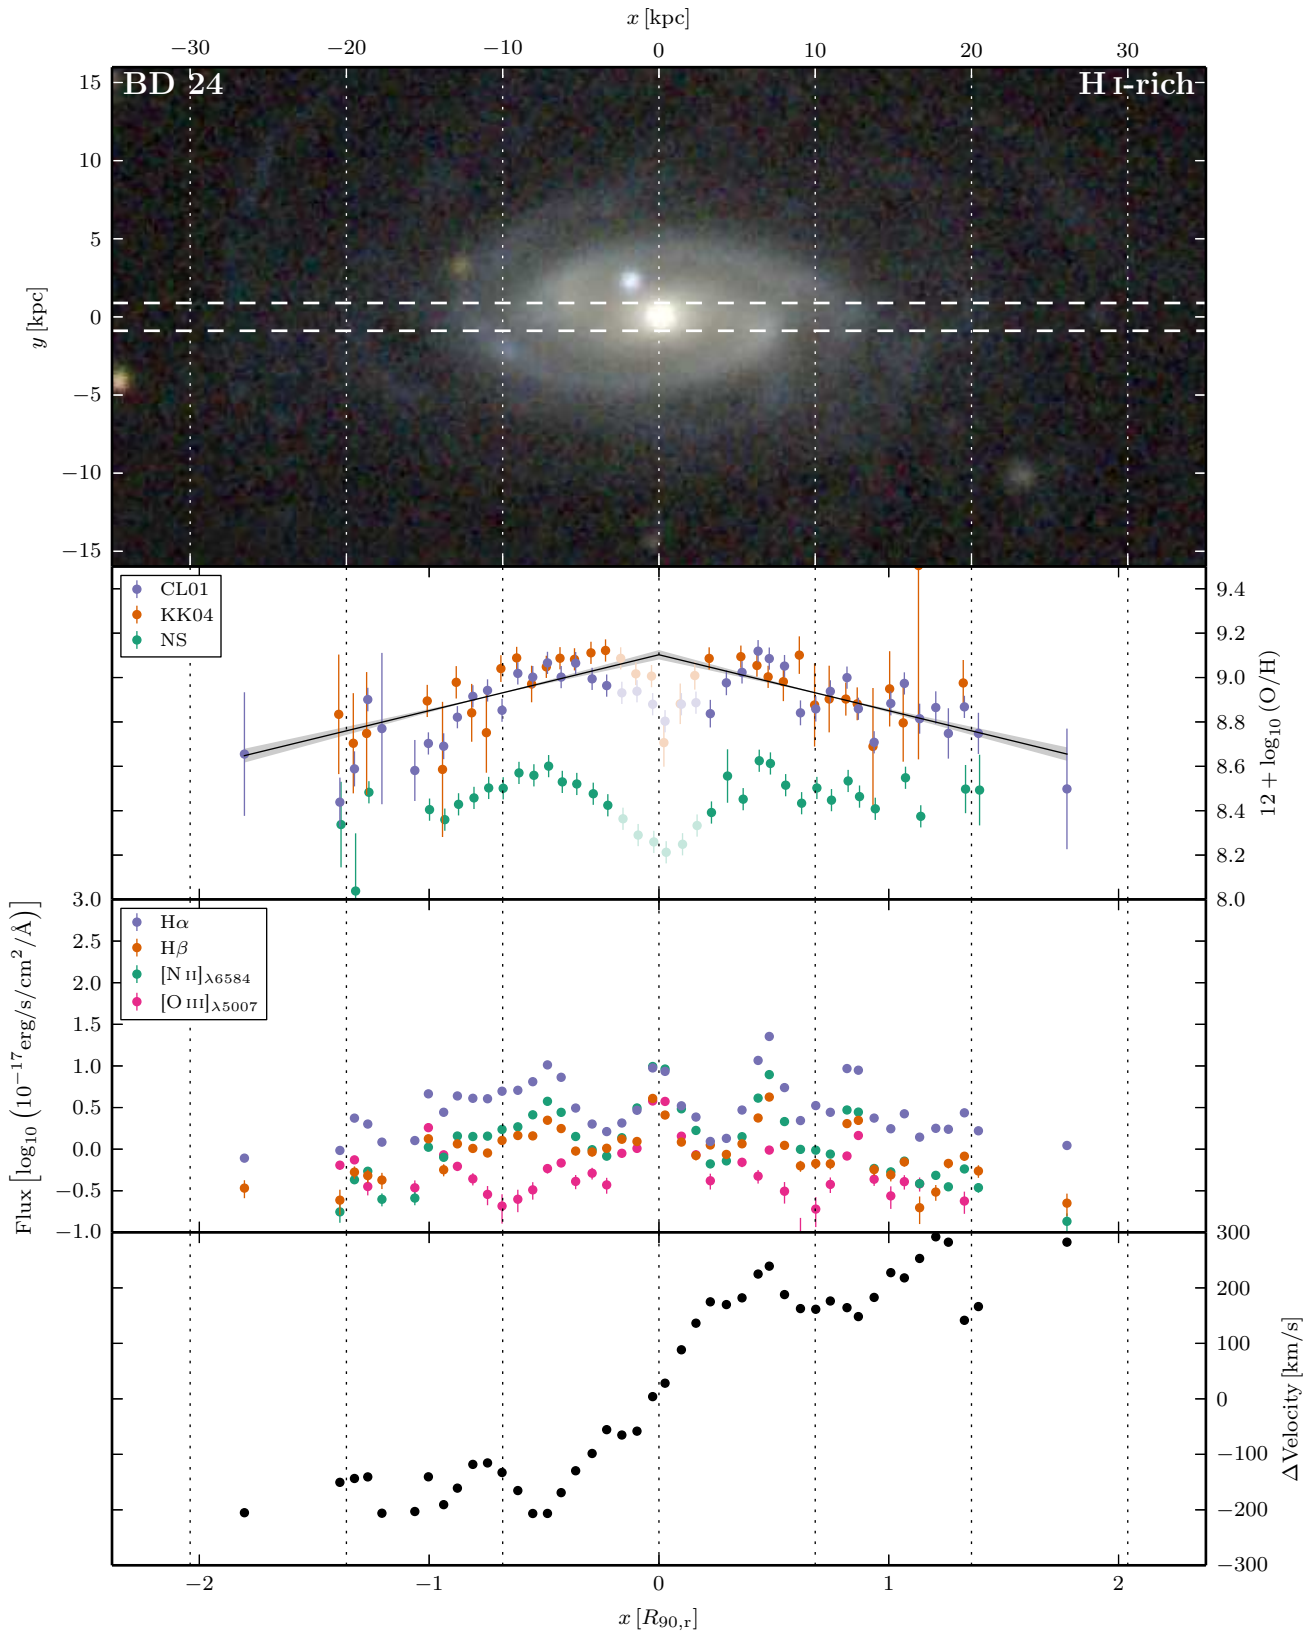 x [kpc]
−30 −20 −10 0 10 20 30
BD 24 H I-rich
15
10
5
0
−5
−10
−15
y [kpc]
CL01
KK04
NS
9.4
9.2
9.0
8.8
8.6
8.4
8.2
8.0
12 + log10 (O/H)
Hα
Hβ
[N II]λ6584
[O III]λ5007
3.0
2.5
2.0
1.5
1.0
0.5
0.0
−0.5
−1.0
Flux [log10 (10−17erg/s/cm2/Å)]
300
200
100
0
−100
−200
−300
ΔVelocity [km/s]
−2 −1 0 1 2
x [R90,r]